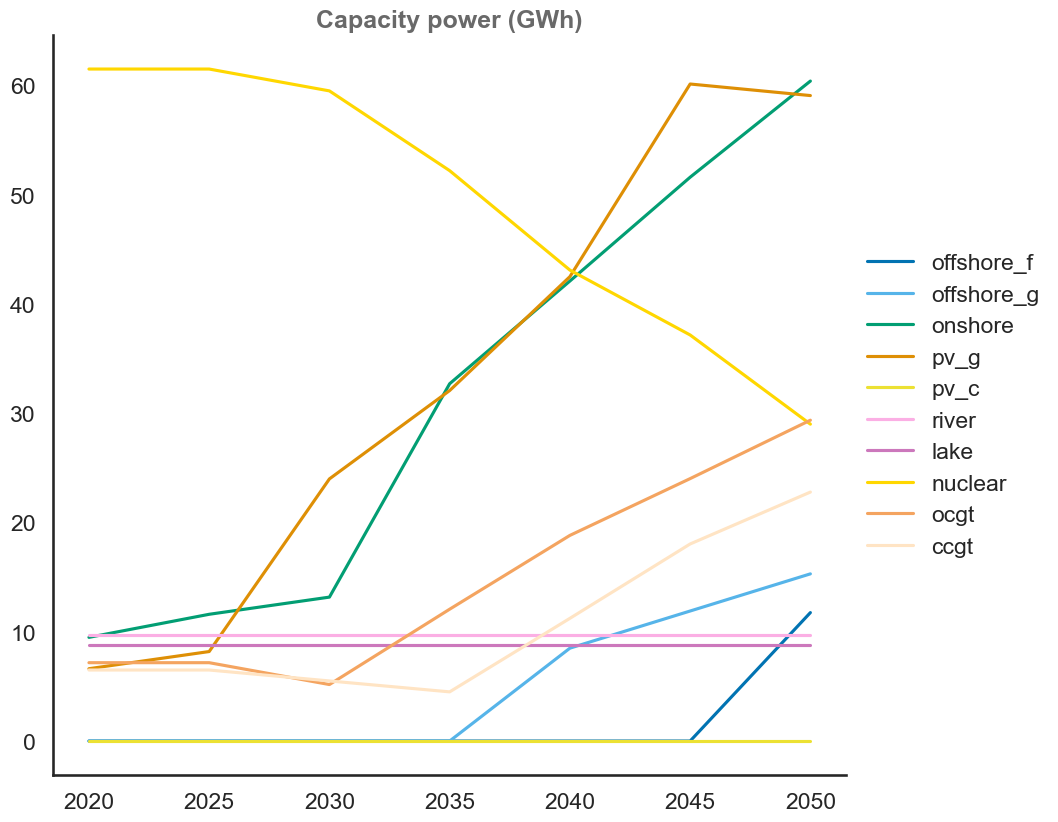 Capacity power (GWh)
60
50
40
30
20
10
0
2020 2025 2030 2035 2040 2045 2050
offshore_f
offshore_g
onshore
pv_g
pv_c
river
lake
nuclear
ocgt
ccgt